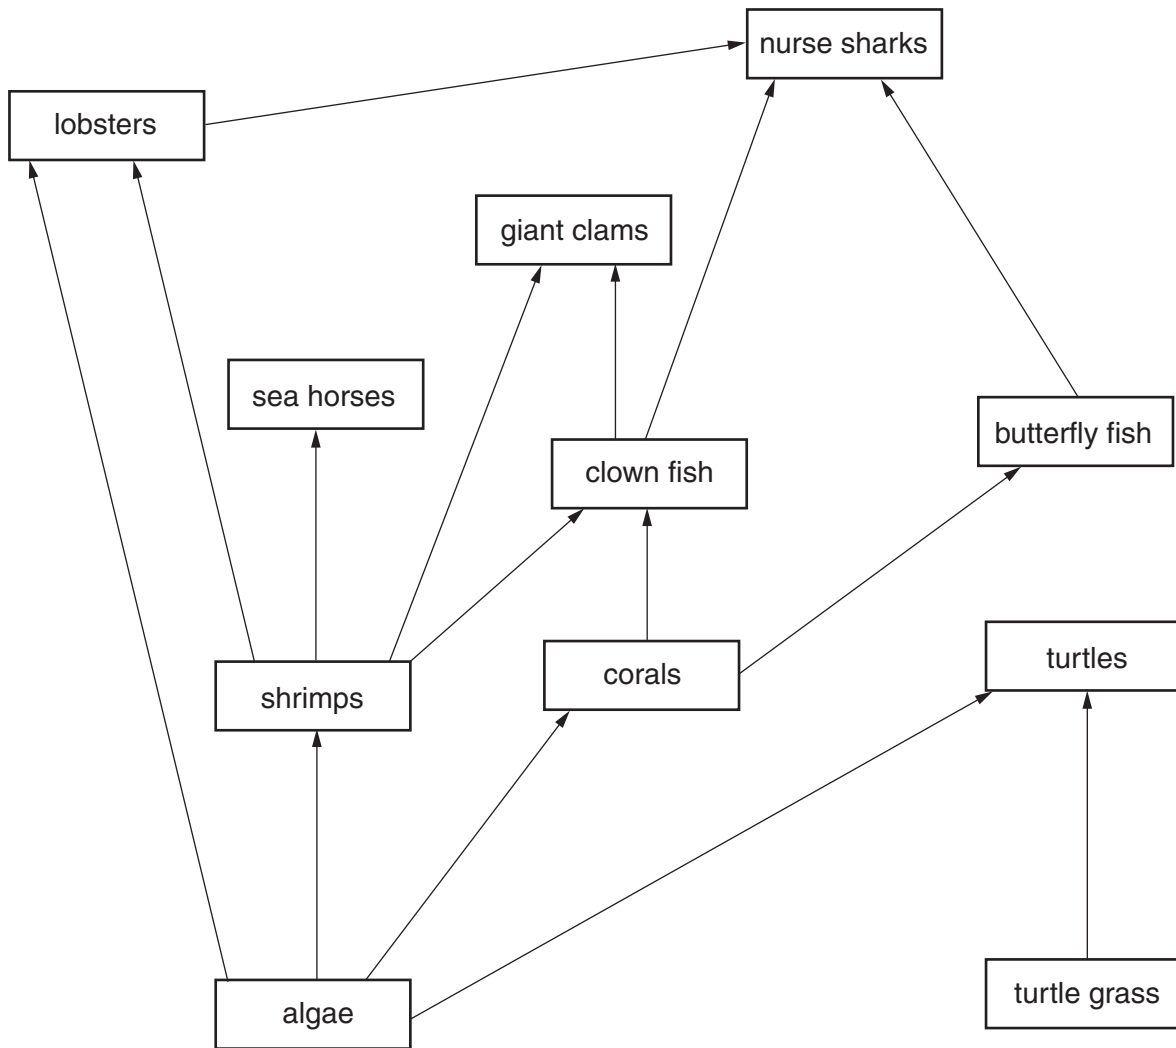 nurse sharks
lobsters
giant clams
sea horses
butterfly fish
clown fish
turtles
corals
shrimps
turtle grass
algae